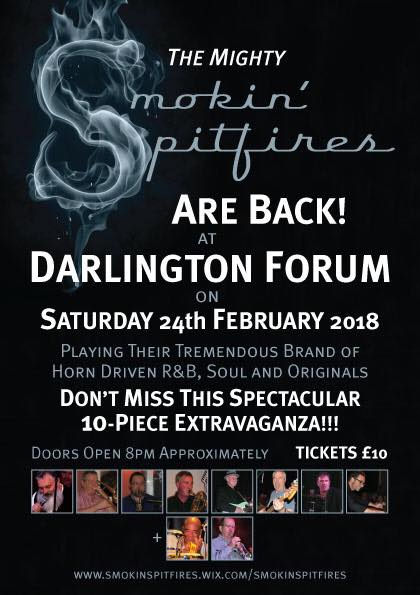 The Mighty
Smokin'
Spitfires
Are Back!
at
Darlington Forum
on
Saturday 24th February 2018
Playing Their Tremendous Brand of
Horn Driven R&B, Soul and Originals
Don't Miss This Spectacular
10-Piece Extravaganza!!!
Doors Open 8pm Approximately Tickets £10
+
www.smokinspitfires.wix.com/smokinspitfires